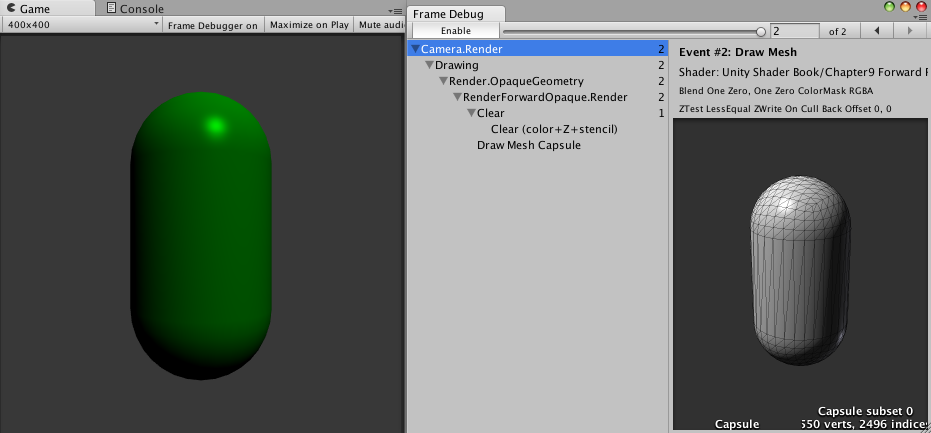 Game
Console
400x400
Frame Debugger on
Maximize on Play
Mute audi
Frame Debug
Enable
2
of 2
Camera.Render 2
Drawing 2
Render.OpaqueGeometry 2
RenderForwardOpaque.Render 2
Clear 1
Clear (color+Z+stencil)
Draw Mesh Capsule
Event #2: Draw Mesh
Shader: Unity Shader Book/Chapter9 Forward
Blend One Zero, One Zero ColorMask RGBA
ZTest LessEqual ZWrite On Cull Back Offset 0, 0
Capsule subset 0
Capsule
550 verts, 2496 indices